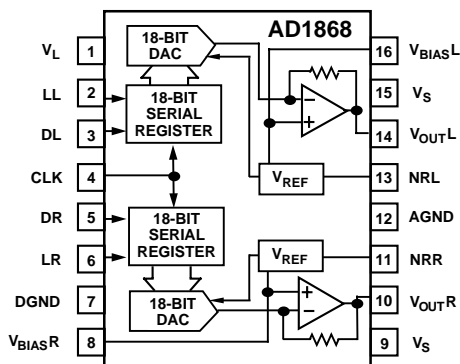 AD1868
VL 1
LL 2
DL 3
CLK 4
DR 5
LR 6
DGND 7
VBIASR 8
18-BIT
DAC
18-BIT
SERIAL
REGISTER
18-BIT
SERIAL
REGISTER
18-BIT
DAC
VREF
VREF
– +
+ –
16 VBIASL
15 VS
14 VOUTL
13 NRL
12 AGND
11 NRR
10 VOUTR
9 VS